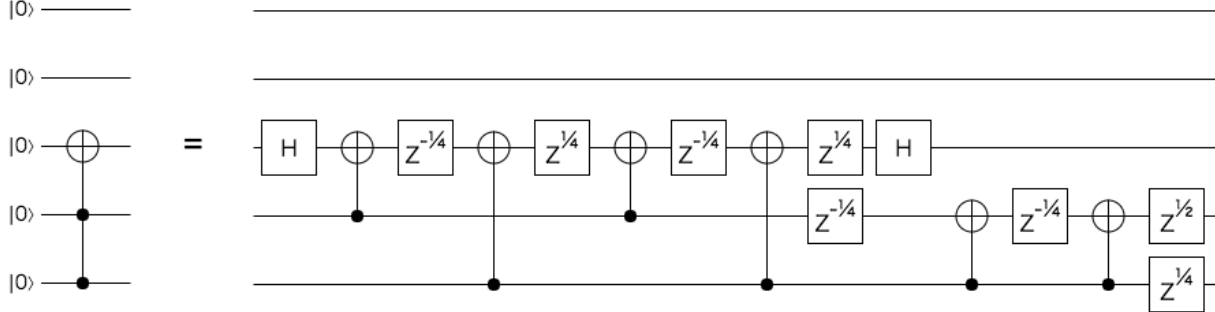 |0⟩
|0⟩
|0⟩ = H Z^-¼ Z^¼ Z^-¼ Z^¼ H
|0⟩ Z^-¼ Z^-¼ Z^½
|0⟩ Z^¼